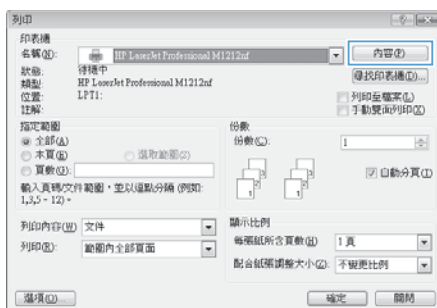 列印
印表機
名稱(N): HP LaserJet Professional M1212nf 內容(P)
狀態: 待機中
類型: HP LaserJet Professional M1212nf 尋找印表機(D)...
位置: LPT1: 列印至檔案(L)
註解: 手動雙面列印(X)
指定範圍 份數
全部(A) 份數(C): 1
本頁(E) 選取範圍(S)
頁數(G): 自動分頁(T)
輸入頁碼/文件範圍，並以逗點分隔 (例如:
1,3,5 - 12)。
列印內容(W) 文件 顯示比例
每張紙所含頁數(H) 1 頁
列印(R): 範圍內全部頁面
配合紙張調整大小(Z): 不變更比例
選項(O)... 確定 關閉